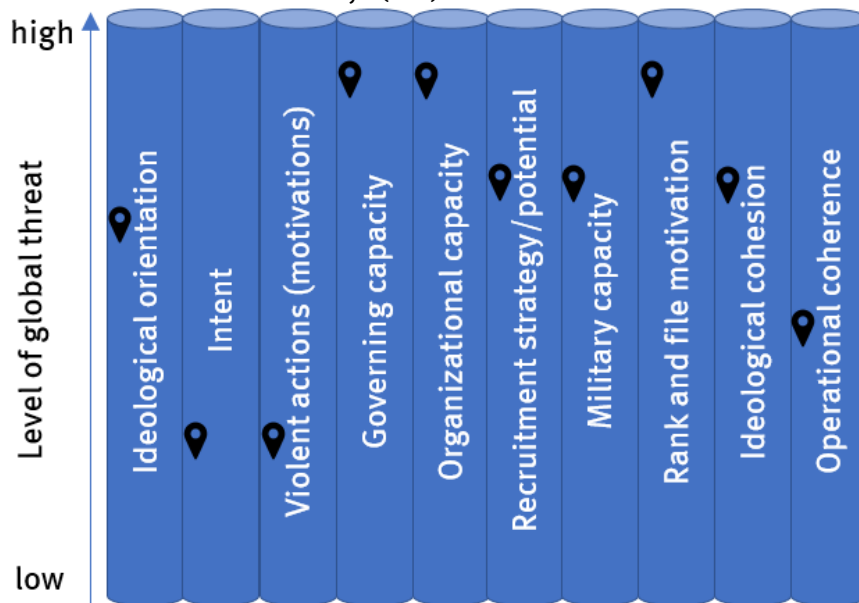 high
Level of global threat
low
Ideological orientation
Intent
Violent actions (motivations)
Governing capacity
Organizational capacity
Recruitment strategy/potential
Military capacity
Rank and file motivation
Ideological cohesion
Operational coherence